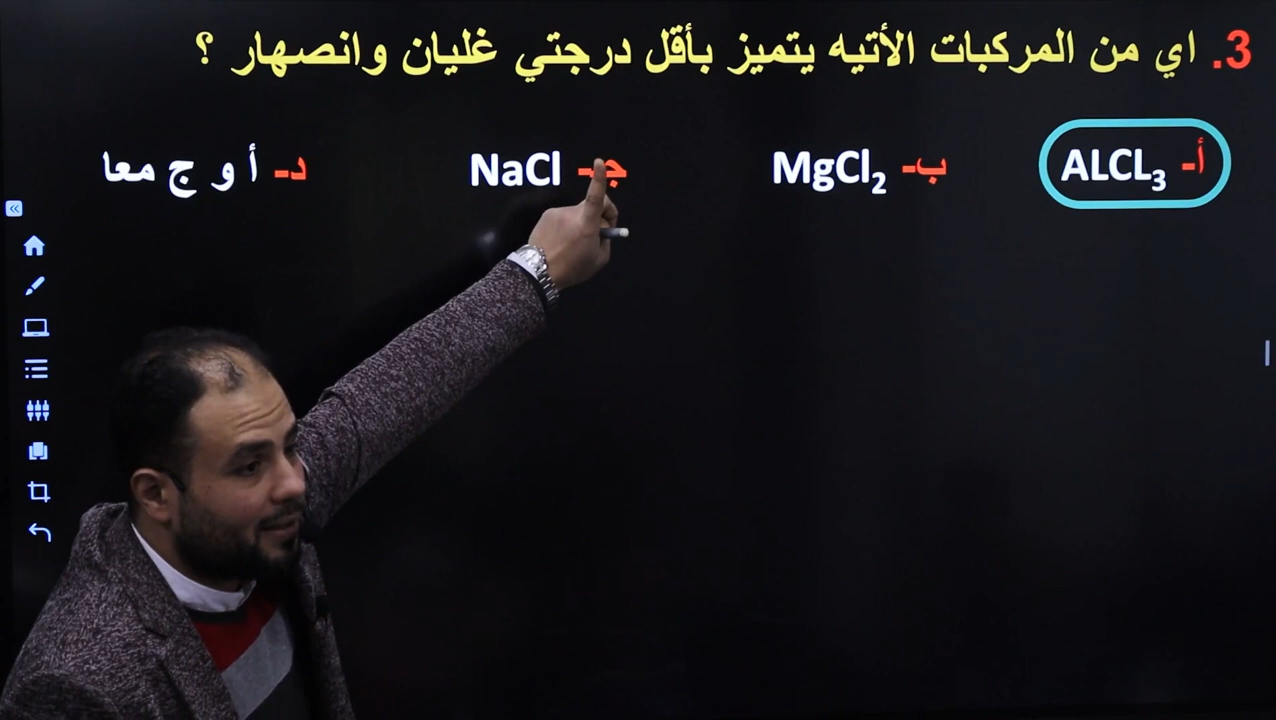 3. اي من المركبات الأتيه يتميز بأقل درجتي غليان وانصهار ؟
أ- ALCL₃ ب- MgCl₂ جـ- NaCl د- أ و ج معا